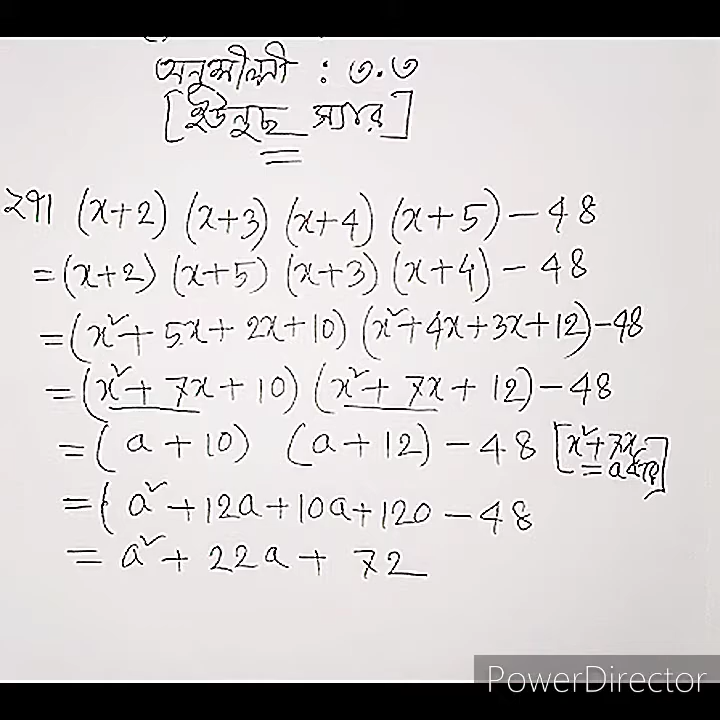 অনুশীলনী : ৩.৩
[ইউনুছ স্যার]
২৭। (x+2) (x+3) (x+4) (x+5) - 48
= (x+2) (x+5) (x+3) (x+4) - 48
= (x² + 5x + 2x + 10) (x² + 4x + 3x + 12) - 48
= (x² + 7x + 10) (x² + 7x + 12) - 48
= (a + 10) (a + 12) - 48 [x² + 7x = a ধরে]
= ( a² + 12a + 10a + 120 - 48
= a² + 22a + 72
PowerDirector